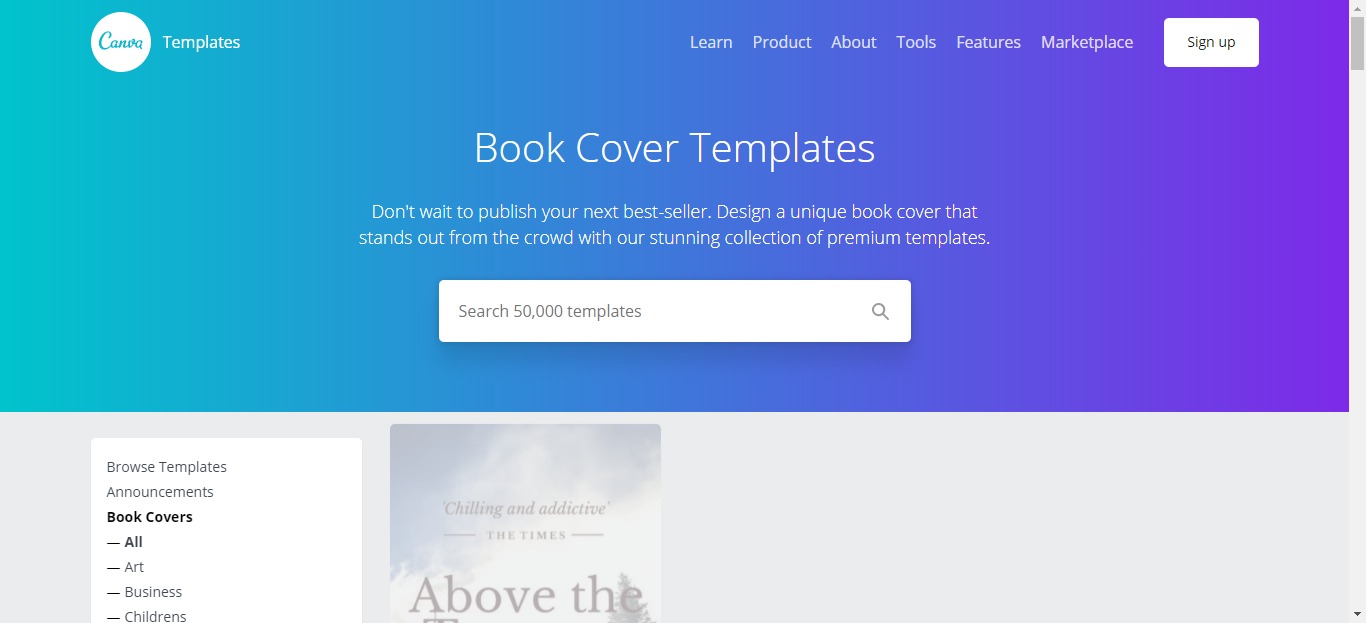 Canva
Templates
Learn
Product
About
Tools
Features
Marketplace
Sign up
Book Cover Templates
Don't wait to publish your next best-seller. Design a unique book cover that
stands out from the crowd with our stunning collection of premium templates.
Search 50,000 templates
Browse Templates
Announcements
Book Covers
— All
— Art
— Business
— Childrens
'Chilling and addictive'
THE TIMES
Above the